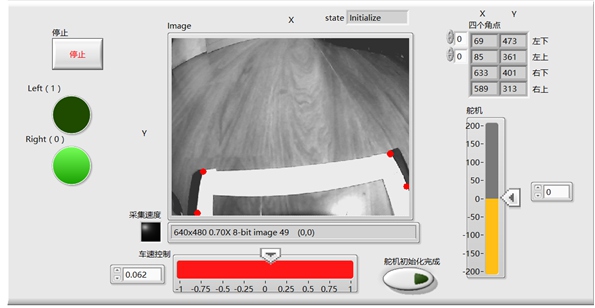 停止
停止
Left ( 1 )
Right ( 0 )
Image
X
state
Initialize
Y
采集速度
640x480 0.70X 8-bit image 49 (0,0)
车速控制
0.062
-1 -0.75 -0.5 -0.25 0 0.25 0.5 0.75 1
舵机初始化完成
X Y
四个角点
0 69 473 左下
0 85 361 左上
633 401 右下
589 313 右上
舵机
200
150
100
50
0
-50
-100
-150
-200
0